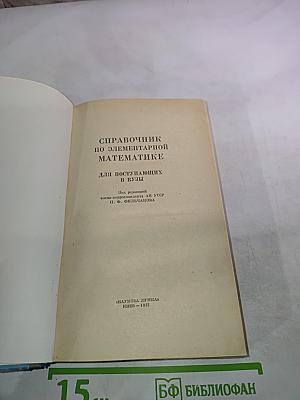 СПРАВОЧНИК
ПО ЭЛЕМЕНТАРНОЙ
МАТЕМАТИКЕ
ДЛЯ ПОСТУПАЮЩИХ
В ВУЗЫ
Под редакцией
члена-корреспондента АН УССР
П. Ф. ФИЛЬЧАКОВА
«НАУКОВА ДУМКА»
КИЕВ — 1972
15
БФ БИБЛИОФАН